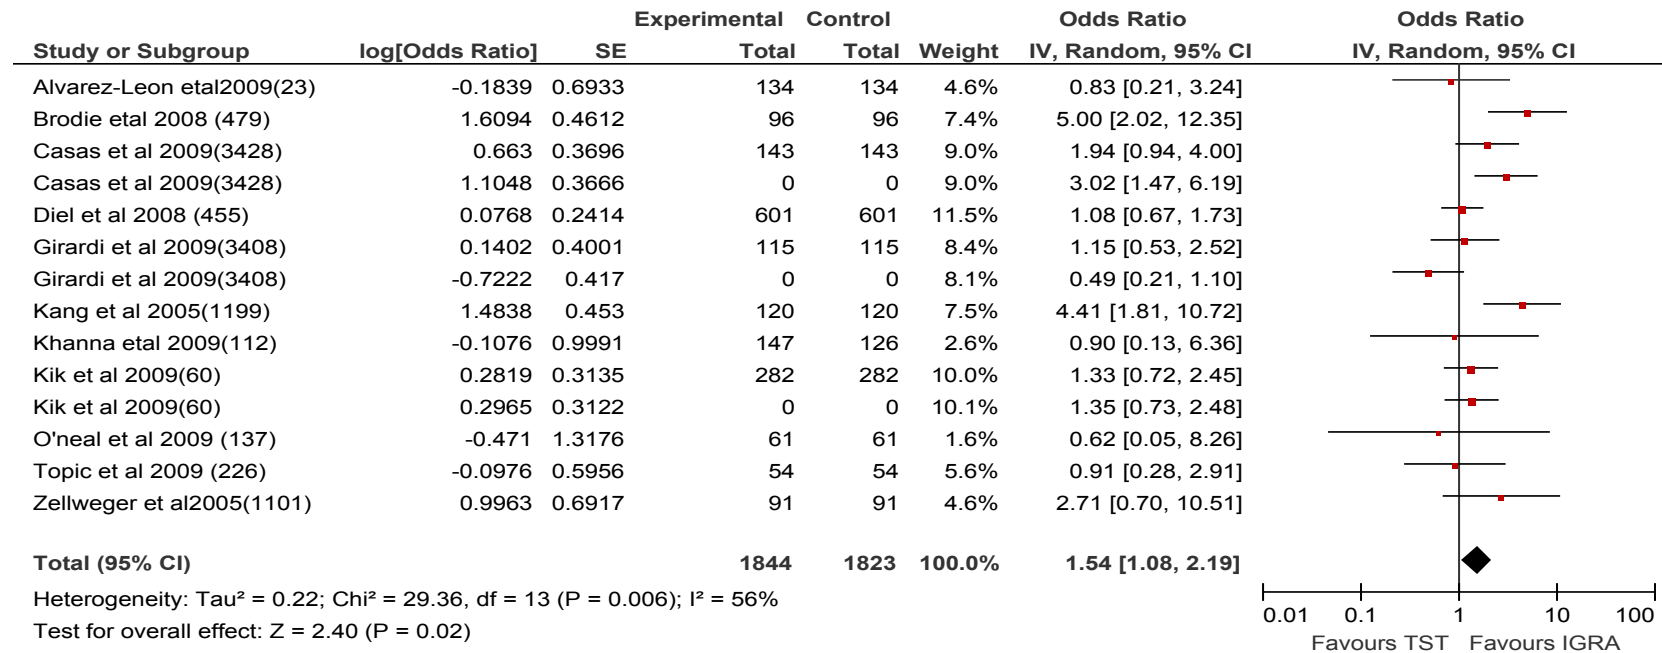 Experimental Control Odds Ratio Odds Ratio
Study or Subgroup log[Odds Ratio] SE Total Total Weight IV, Random, 95% CI IV, Random, 95% CI
Alvarez-Leon etal2009(23) -0.1839 0.6933 134 134 4.6% 0.83 [0.21, 3.24]
Brodie etal 2008 (479) 1.6094 0.4612 96 96 7.4% 5.00 [2.02, 12.35]
Casas et al 2009(3428) 0.663 0.3696 143 143 9.0% 1.94 [0.94, 4.00]
Casas et al 2009(3428) 1.1048 0.3666 0 0 9.0% 3.02 [1.47, 6.19]
Diel et al 2008 (455) 0.0768 0.2414 601 601 11.5% 1.08 [0.67, 1.73]
Girardi et al 2009(3408) 0.1402 0.4001 115 115 8.4% 1.15 [0.53, 2.52]
Girardi et al 2009(3408) -0.7222 0.417 0 0 8.1% 0.49 [0.21, 1.10]
Kang et al 2005(1199) 1.4838 0.453 120 120 7.5% 4.41 [1.81, 10.72]
Khanna etal 2009(112) -0.1076 0.9991 147 126 2.6% 0.90 [0.13, 6.36]
Kik et al 2009(60) 0.2819 0.3135 282 282 10.0% 1.33 [0.72, 2.45]
Kik et al 2009(60) 0.2965 0.3122 0 0 10.1% 1.35 [0.73, 2.48]
O'neal et al 2009 (137) -0.471 1.3176 61 61 1.6% 0.62 [0.05, 8.26]
Topic et al 2009 (226) -0.0976 0.5956 54 54 5.6% 0.91 [0.28, 2.91]
Zellweger et al2005(1101) 0.9963 0.6917 91 91 4.6% 2.71 [0.70, 10.51]
Total (95% CI) 1844 1823 100.0% 1.54 [1.08, 2.19]
Heterogeneity: Tau² = 0.22; Chi² = 29.36, df = 13 (P = 0.006); I² = 56%
Test for overall effect: Z = 2.40 (P = 0.02)
0.01 0.1 1 10 100
Favours TST Favours IGRA